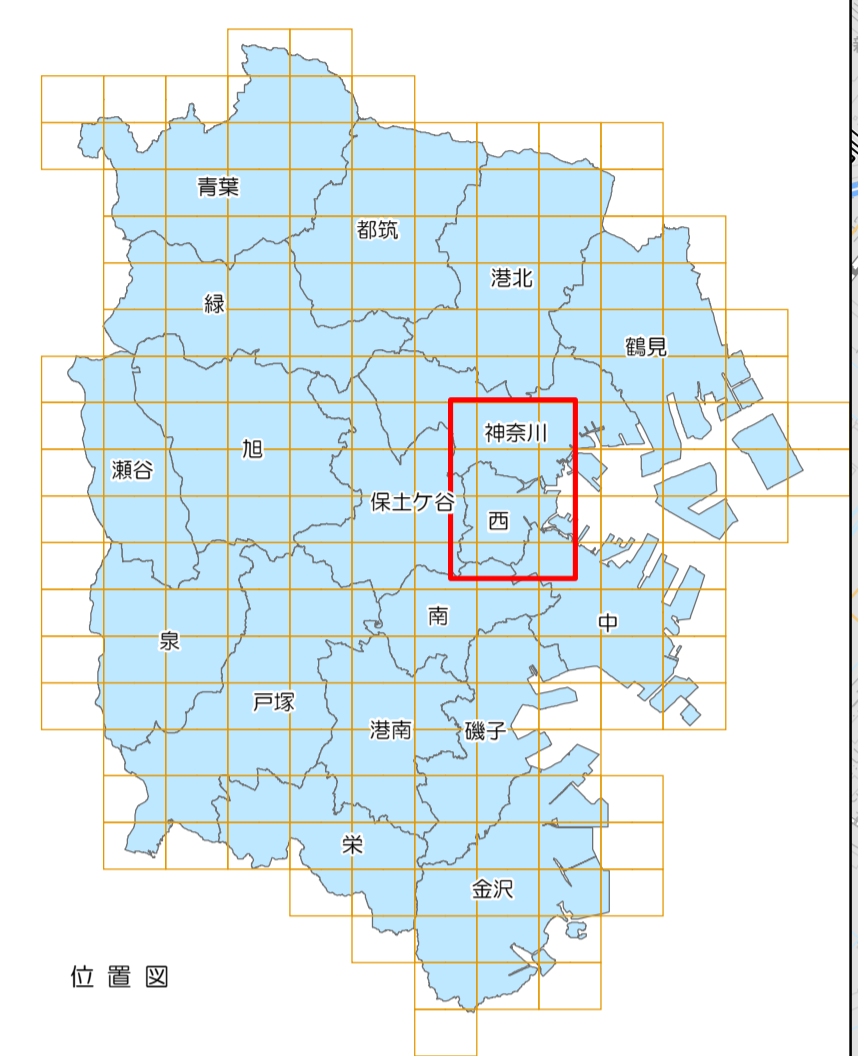 青葉
都筑
港北
緑
鶴見
神奈川
旭
瀬谷
保土ケ谷
西
南
中
泉
戸塚
港南
磯子
栄
金沢
位置図